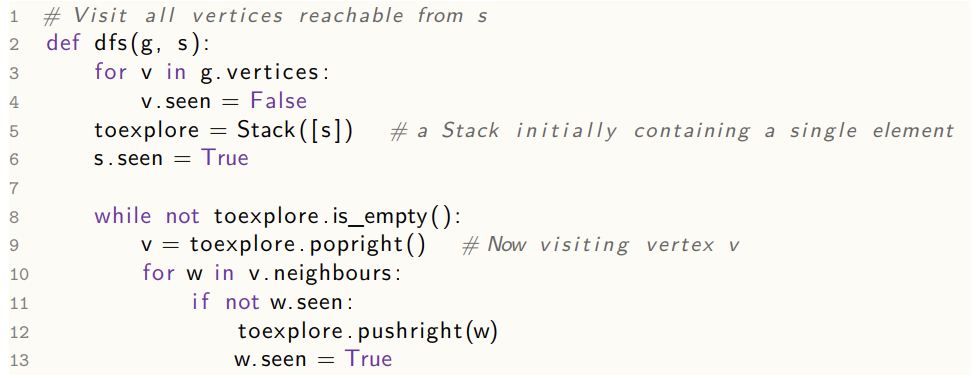 1 # Visit all vertices reachable from s
2 def dfs(g, s):
3 for v in g.vertices:
4 v.seen = False
5 toexplore = Stack([s]) # a Stack initially containing a single element
6 s.seen = True
7
8 while not toexplore.is_empty():
9 v = toexplore.popright() # Now visiting vertex v
10 for w in v.neighbours:
11 if not w.seen:
12 toexplore.pushright(w)
13 w.seen = True